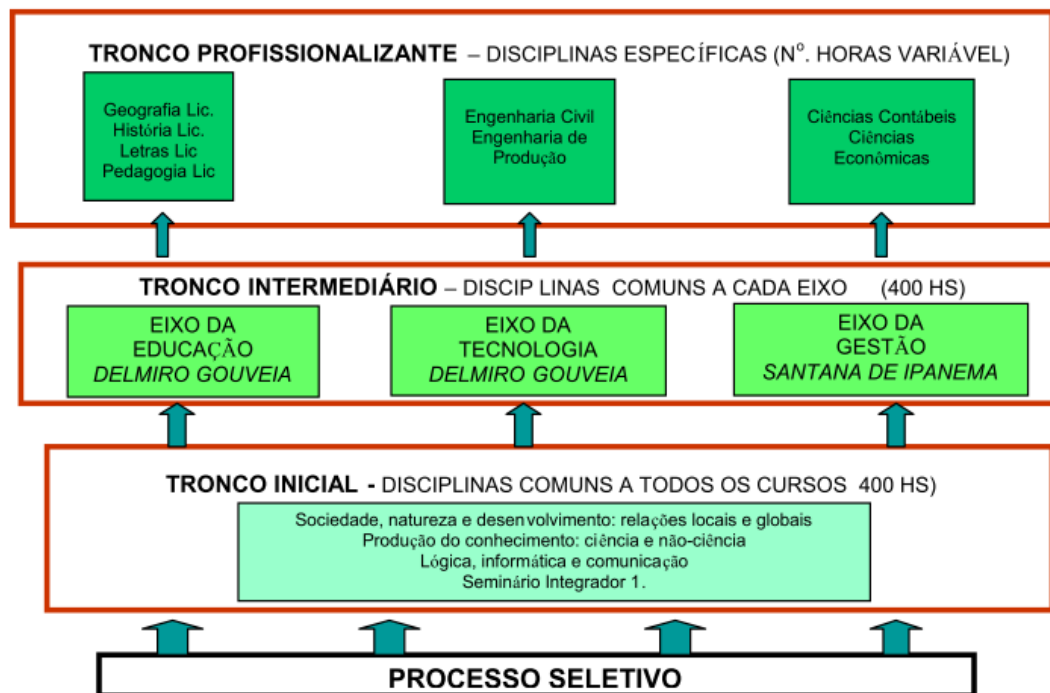 TRONCO PROFISSIONALIZANTE – DISCIPLINAS ESPECÍFICAS (Nº. HORAS VARIÁVEL)
Geografia Lic.
História Lic.
Letras Lic
Pedagogia Lic
Engenharia Civil
Engenharia de
Produção
Ciências Contábeis
Ciências
Econômicas
TRONCO INTERMEDIÁRIO – DISCIP LINAS COMUNS A CADA EIXO (400 HS)
EIXO DA
EDUCAÇÃO
DELMIRO GOUVEIA
EIXO DA
TECNOLOGIA
DELMIRO GOUVEIA
EIXO DA
GESTÃO
SANTANA DE IPANEMA
TRONCO INICIAL - DISCIPLINAS COMUNS A TODOS OS CURSOS 400 HS)
Sociedade, natureza e desenvolvimento: relações locais e globais
Produção do conhecimento: ciência e não-ciência
Lógica, informática e comunicação
Seminário Integrador 1.
PROCESSO SELETIVO